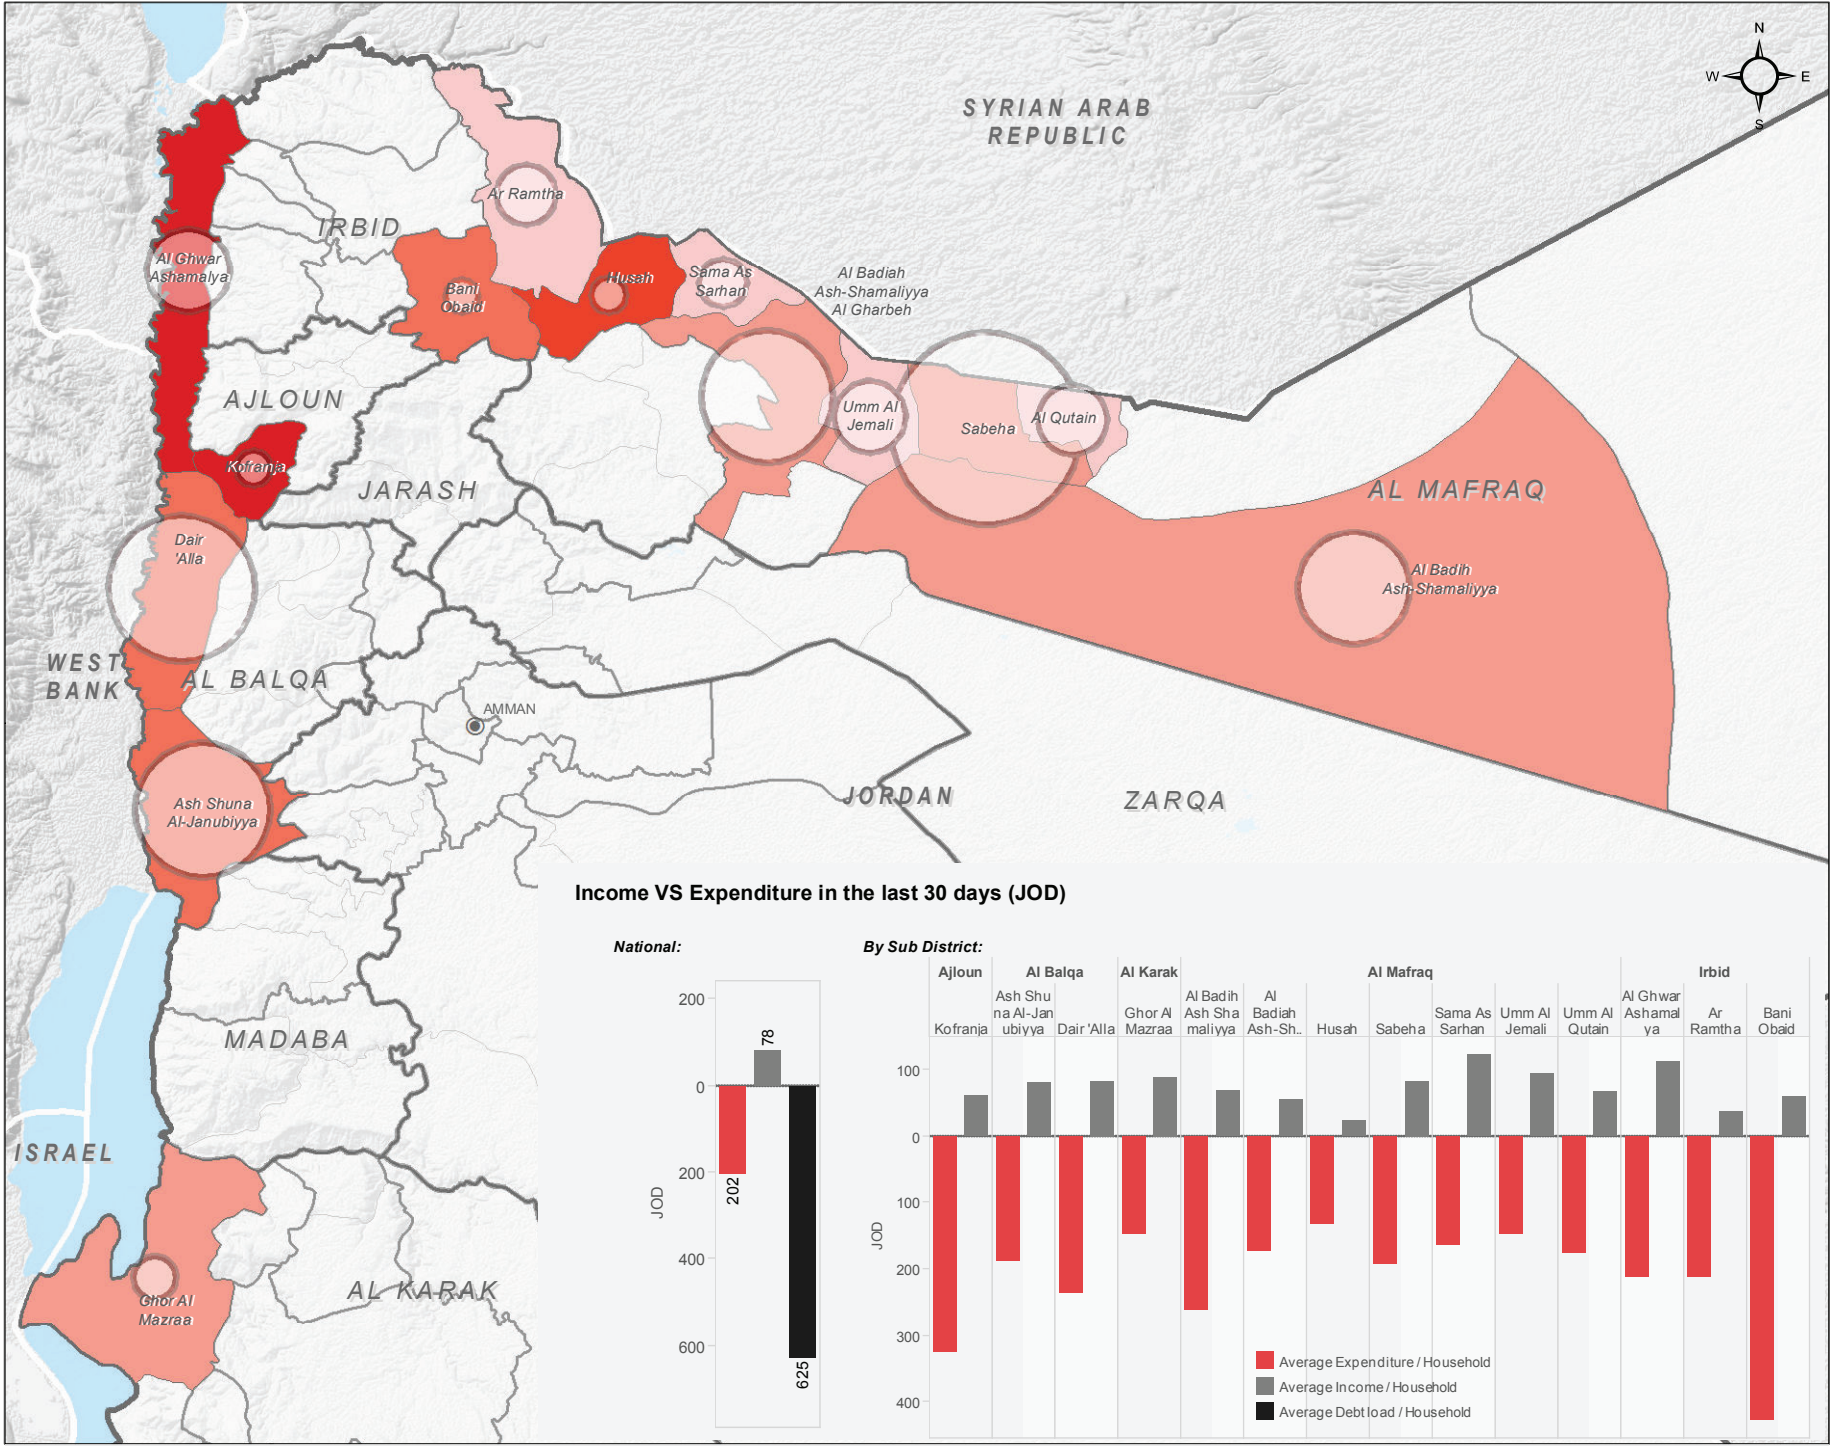 N
W
E
S
SYRIAN ARAB
REPUBLIC
Ar Ramtha
IRBID
Al Ghwar
Ashamalya
Bani
Obaid
Husah
Sama As
Sarhan
Al Badiah
Ash-Shamaliyya
Al Gharbeh
AJLOUN
Umm Al
Jemali
Sabeha
Al Qutain
Kofranja
JARASH
AL MAFRAQ
Dair
'Alla
Al Badih
Ash-Shamaliyya
WEST
BANK
AL BALQA
AMMAN
Ash Shuna
Al-Janubiyya
JORDAN
ZARQA
MADABA
ISRAEL
AL KARAK
Ghor Al
Mazraa
Income VS Expenditure in the last 30 days (JOD)
National:
200
0
200
400
600
JOD
202
78
625
By Sub District:
Ajloun
Al Balqa
Al Karak
Al Mafraq
Irbid
Kofranja
Ash Shu
na Al-Jan
ubiyya
Dair 'Alla
Ghor Al
Mazraa
Al Badih
Ash Sha
maliyya
Al
Badiah
Ash-Sh..
Husah
Sabeha
Sama As
Sarhan
Umm Al
Jemali
Umm Al
Qutain
Al Ghwar
Ashamal
ya
Ar
Ramtha
Bani
Obaid
100
0
100
200
300
400
JOD
Average Expenditure / Household
Average Income / Household
Average Debt load / Household